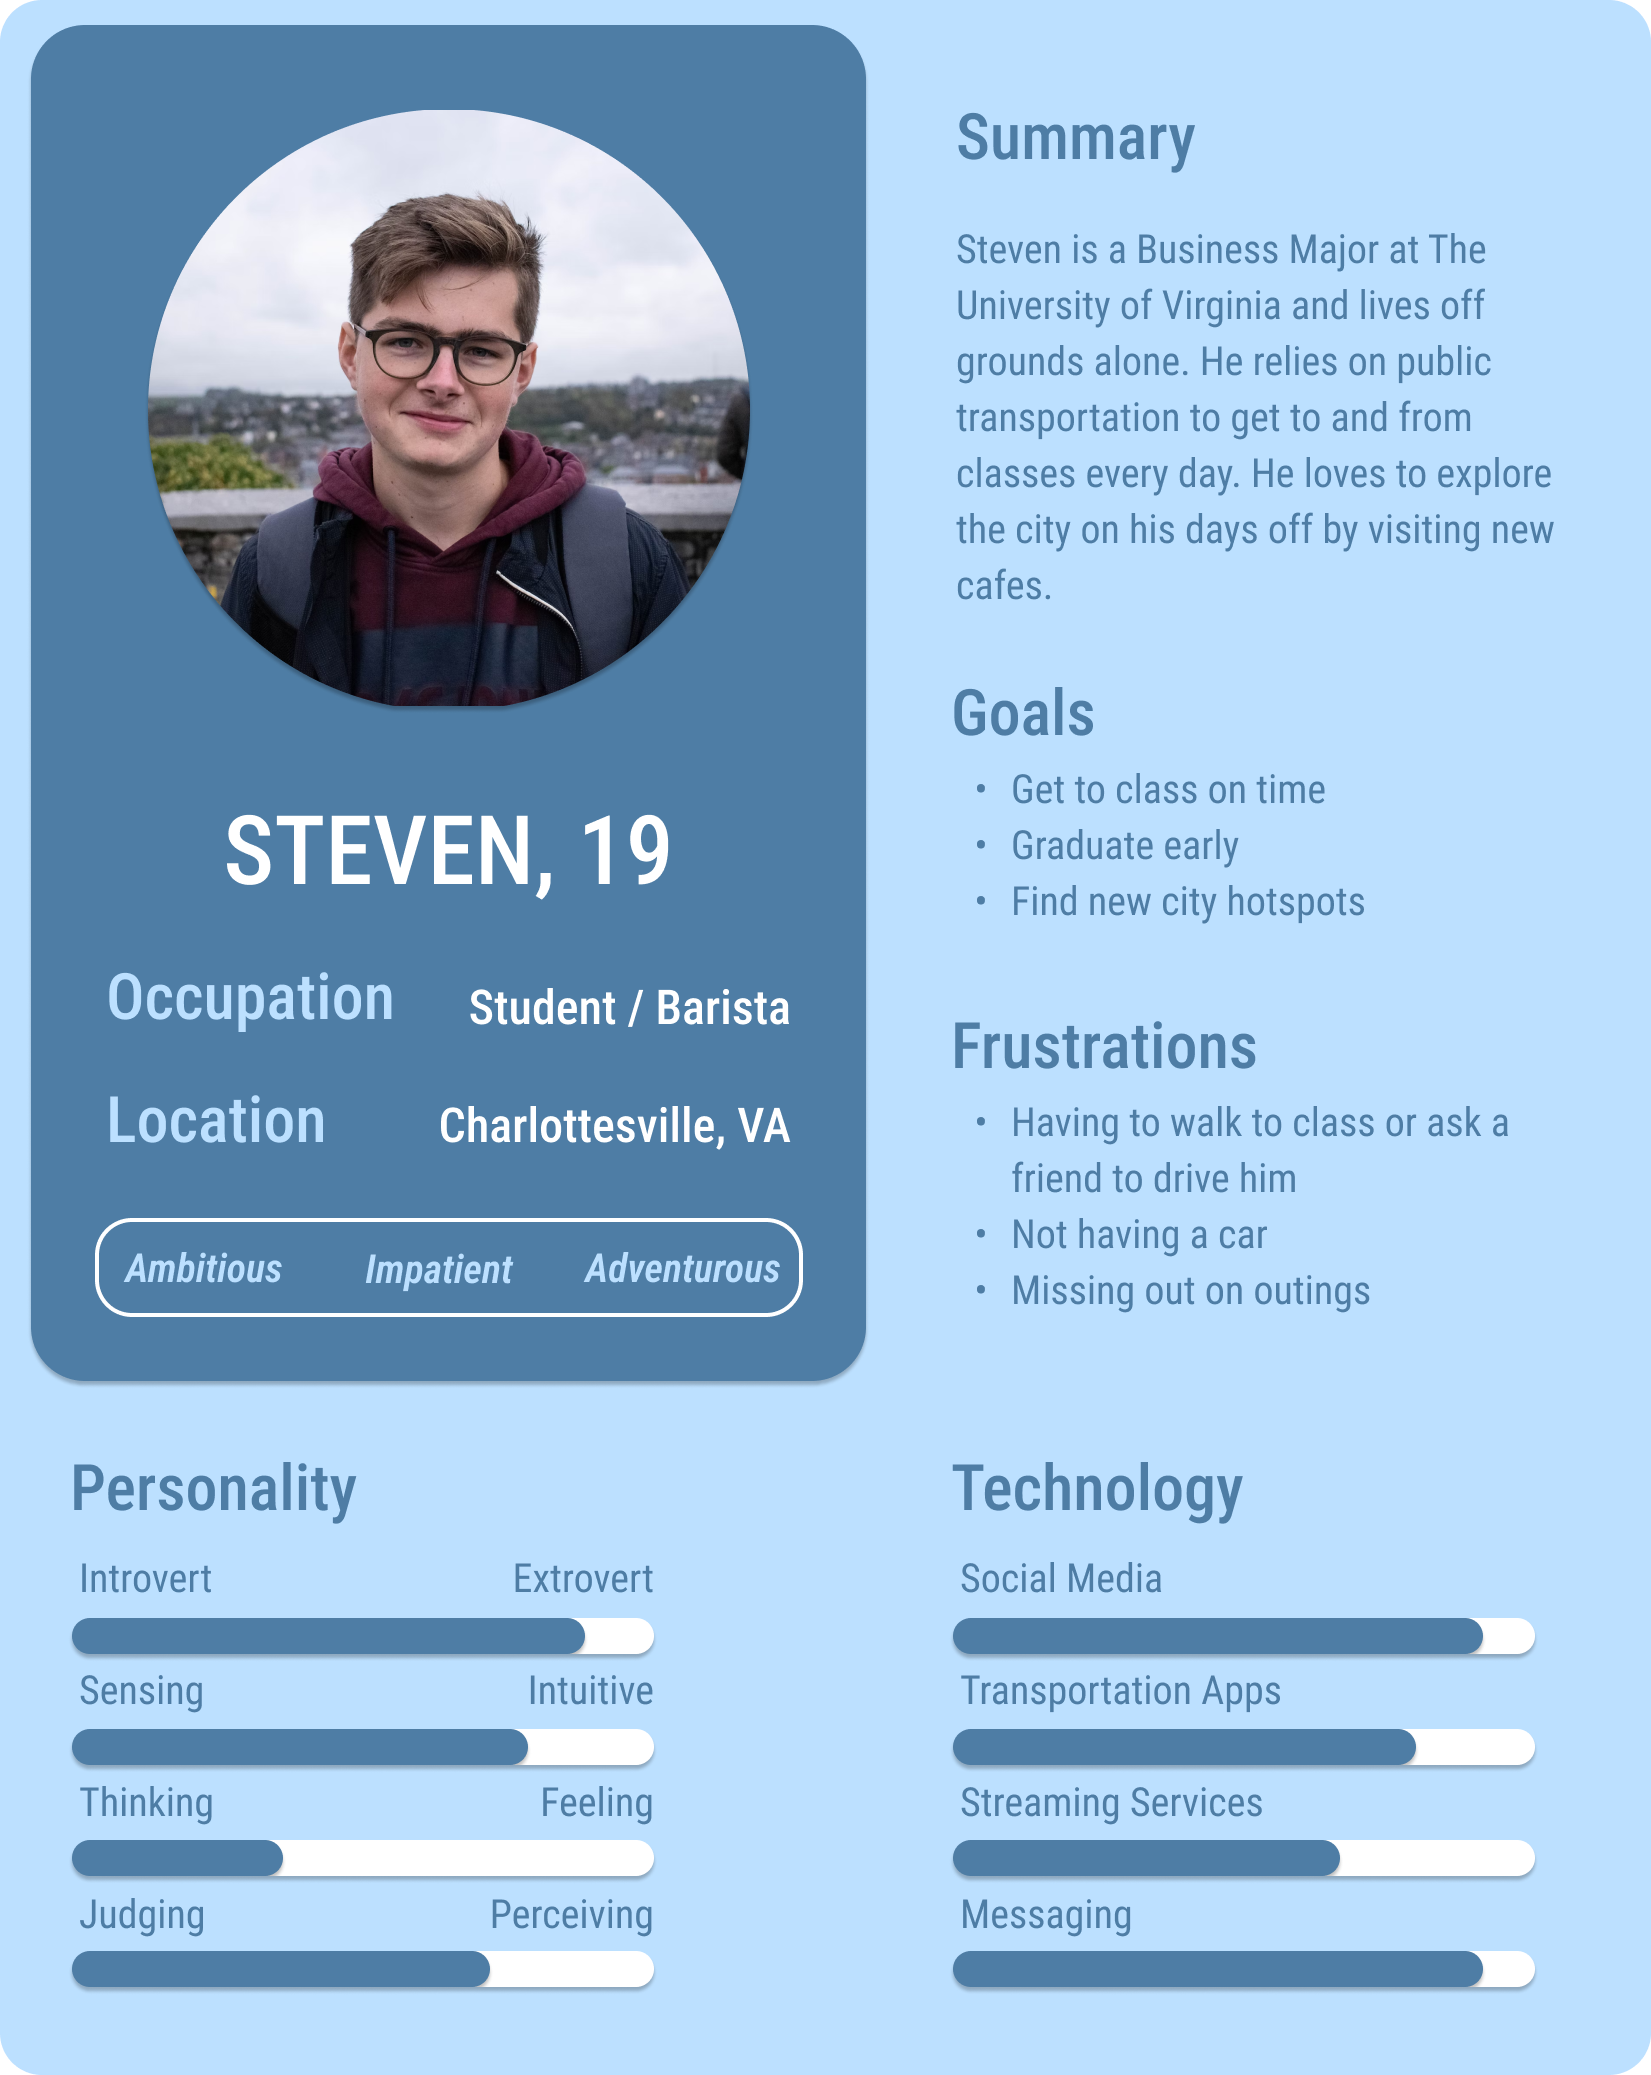 STEVEN, 19
Occupation Student / Barista
Location Charlottesville, VA
Ambitious Impatient Adventurous
Summary
Steven is a Business Major at The
University of Virginia and lives off
grounds alone. He relies on public
transportation to get to and from
classes every day. He loves to explore
the city on his days off by visiting new
cafes.
Goals
• Get to class on time
• Graduate early
• Find new city hotspots
Frustrations
• Having to walk to class or ask a
friend to drive him
• Not having a car
• Missing out on outings
Personality
Introvert Extrovert
Sensing Intuitive
Thinking Feeling
Judging Perceiving
Technology
Social Media
Transportation Apps
Streaming Services
Messaging